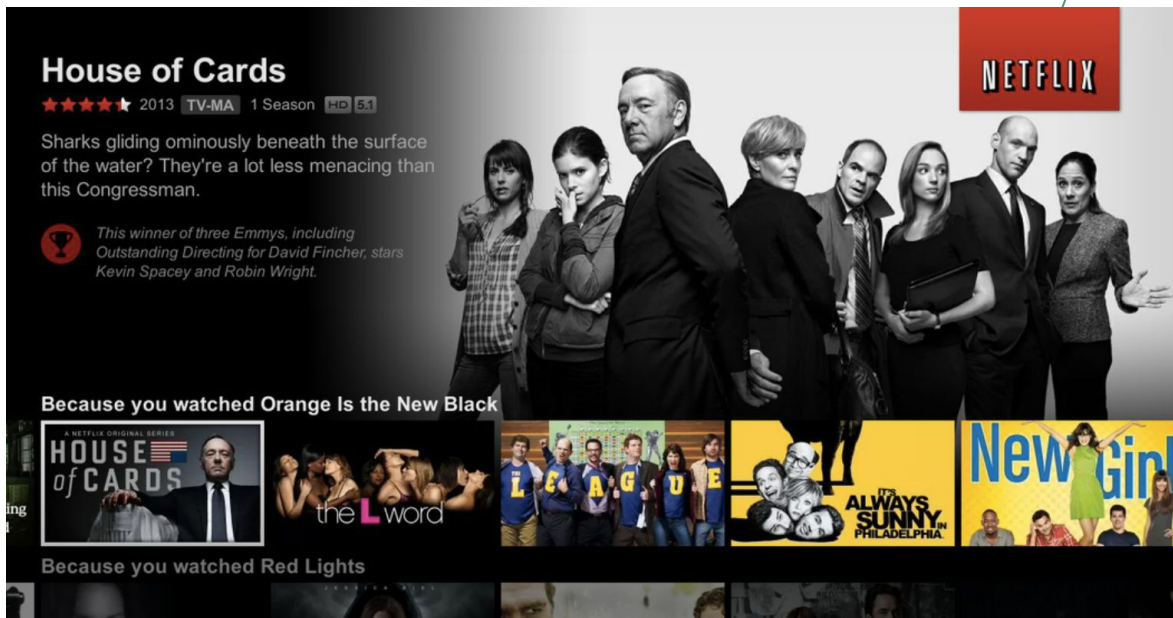 NETFLIX
House of Cards
2013 TV-MA 1 Season HD 5.1
Sharks gliding ominously beneath the surface
of the water? They're a lot less menacing than
this Congressman.
This winner of three Emmys, including
Outstanding Directing for David Fincher, stars
Kevin Spacey and Robin Wright.
Because you watched Orange Is the New Black
ing
A NETFLIX ORIGINAL SERIES
HOUSE
of CARDS
the L word
THE LEAGUE
IT'S
ALWAYS
SUNNY IN
PHILADELPHIA
New Girl
Because you watched Red Lights